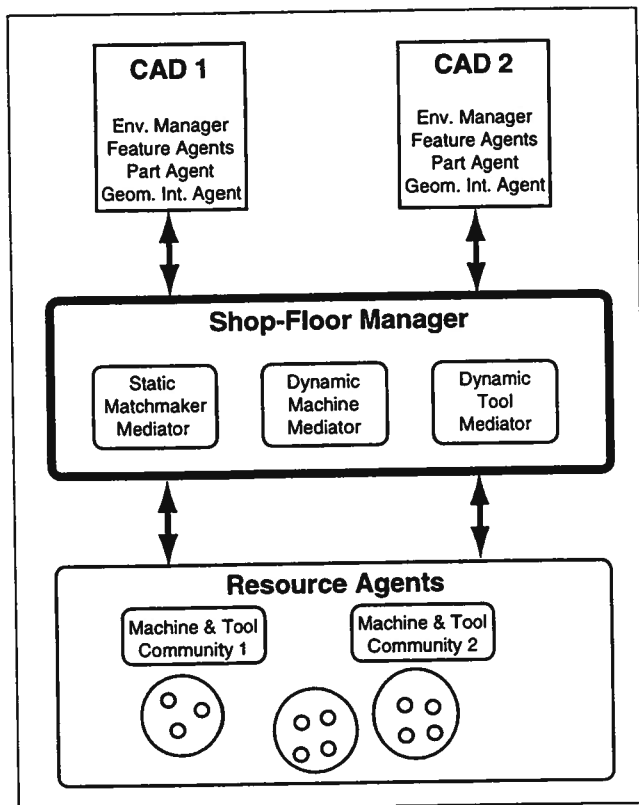 CAD 1
Env. Manager
Feature Agents
Part Agent
Geom. Int. Agent
CAD 2
Env. Manager
Feature Agents
Part Agent
Geom. Int. Agent
Shop-Floor Manager
Static
Matchmaker
Mediator
Dynamic
Machine
Mediator
Dynamic
Tool
Mediator
Resource Agents
Machine & Tool
Community 1
Machine & Tool
Community 2